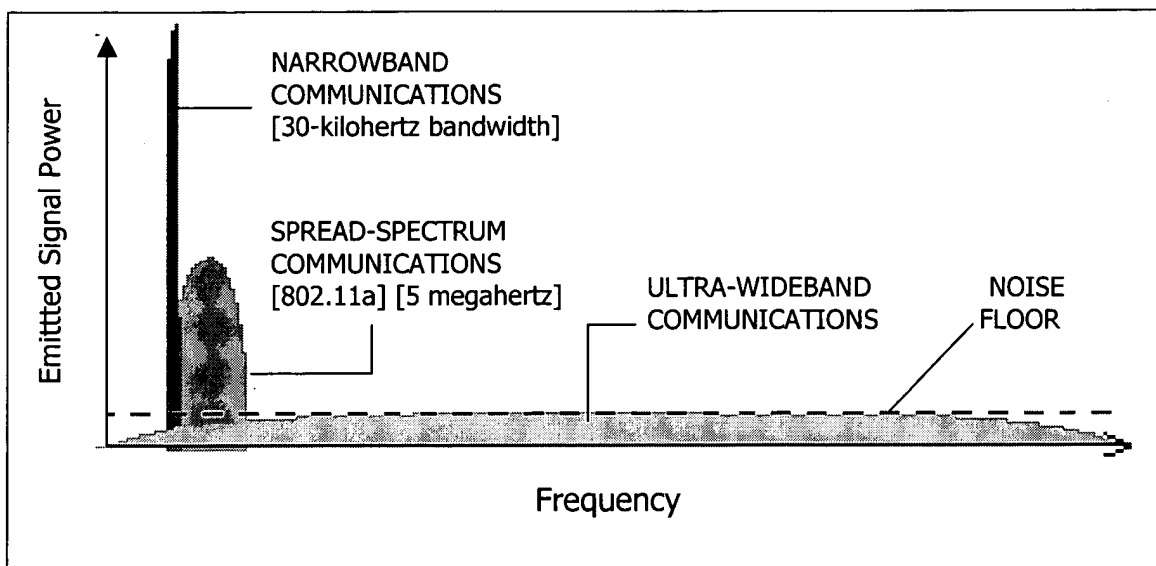 Emittted Signal Power
NARROWBAND
COMMUNICATIONS
[30-kilohertz bandwidth]
SPREAD-SPECTRUM
COMMUNICATIONS
[802.11a] [5 megahertz]
ULTRA-WIDEBAND
COMMUNICATIONS
NOISE
FLOOR
Frequency